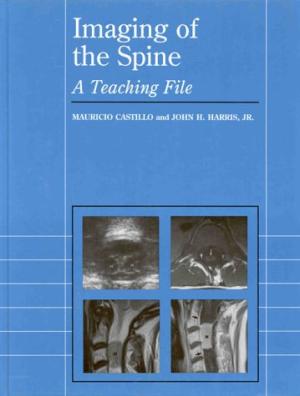 Imaging of
the Spine
A Teaching File
MAURICIO CASTILLO and JOHN H. HARRIS, JR.